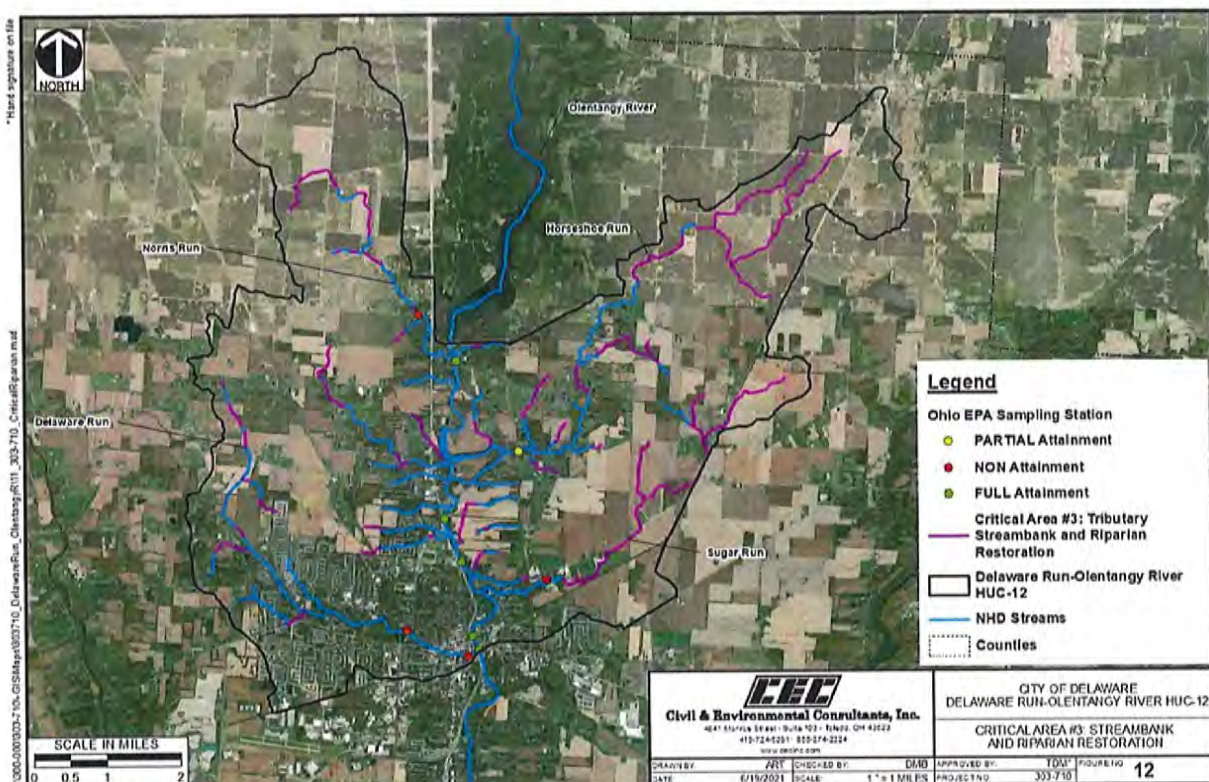 *Hand signature on file
NORTH
Olentangy River
Horseshoe Run
Norris Run
Delaware Run
Sugar Run
Legend
Ohio EPA Sampling Station
PARTIAL Attainment
NON Attainment
FULL Attainment
Critical Area #3: Tributary
Streambank and Riparian
Restoration
Delaware Run-Olentangy River
HUC-12
NHD Streams
Counties
SCALE IN MILES
0 0.5 1 2
CEC
Civil & Environmental Consultants, Inc.
www.cecinc.com
CITY OF DELAWARE
DELAWARE RUN-OLENTANGY RIVER HUC-12
CRITICAL AREA #3: STREAMBANK
AND RIPARIAN RESTORATION
DRAWN BY: ART CHECKED BY: DMB APPROVED BY: TDM* FIGURE NO: 12
DATE: 6/19/2021 SCALE: 1" = 1 MILES PROJECT NO: 303-710